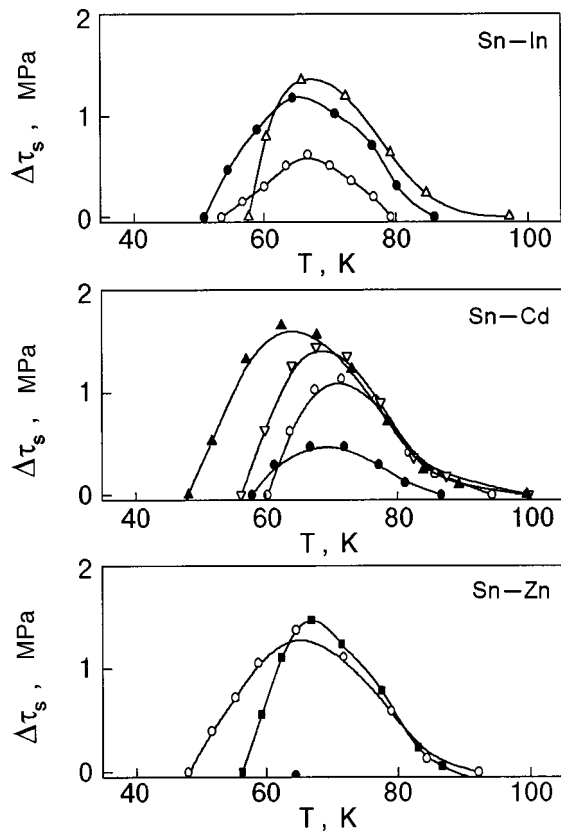 Sn–In
2
1
0
Δτs , MPa
40 60 80 100
T , K
Sn–Cd
2
1
0
Δτs , MPa
40 60 80 100
T , K
Sn–Zn
2
1
0
Δτs , MPa
40 60 80 100
T , K